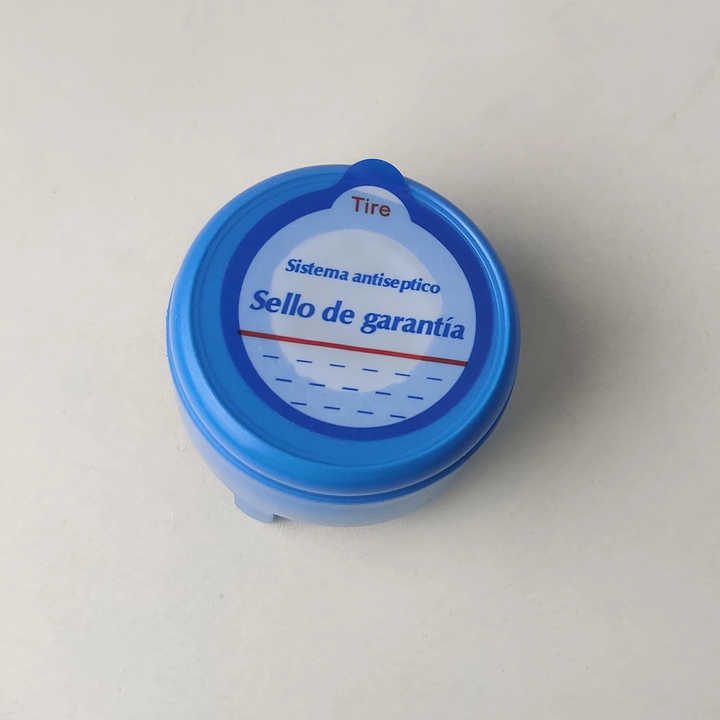 Tire
Sistema antiseptico
Sello de garantía